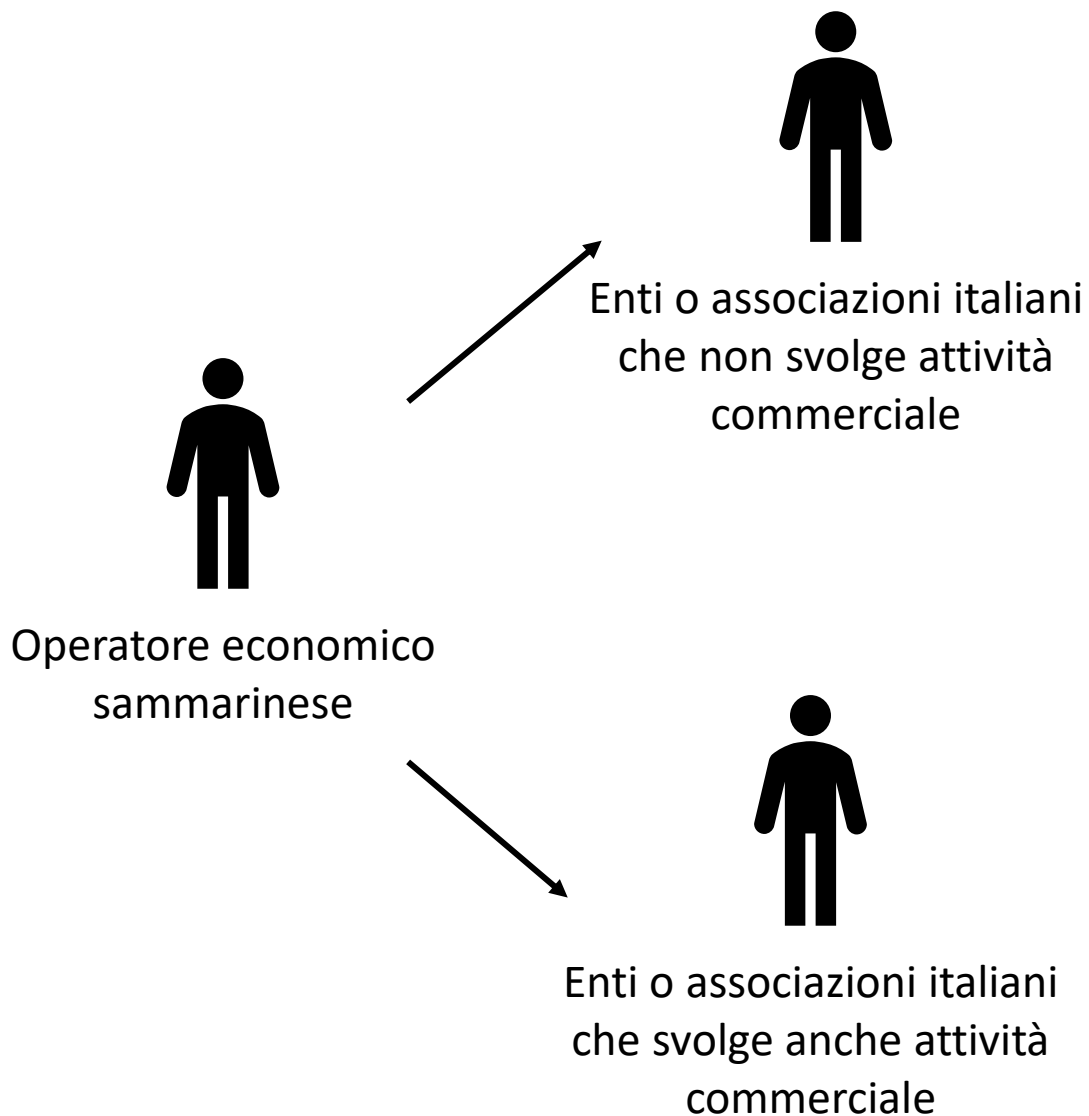 Enti o associazioni italiani
che non svolge attività
commerciale
Operatore economico
sammarinese
Enti o associazioni italiani
che svolge anche attività
commerciale